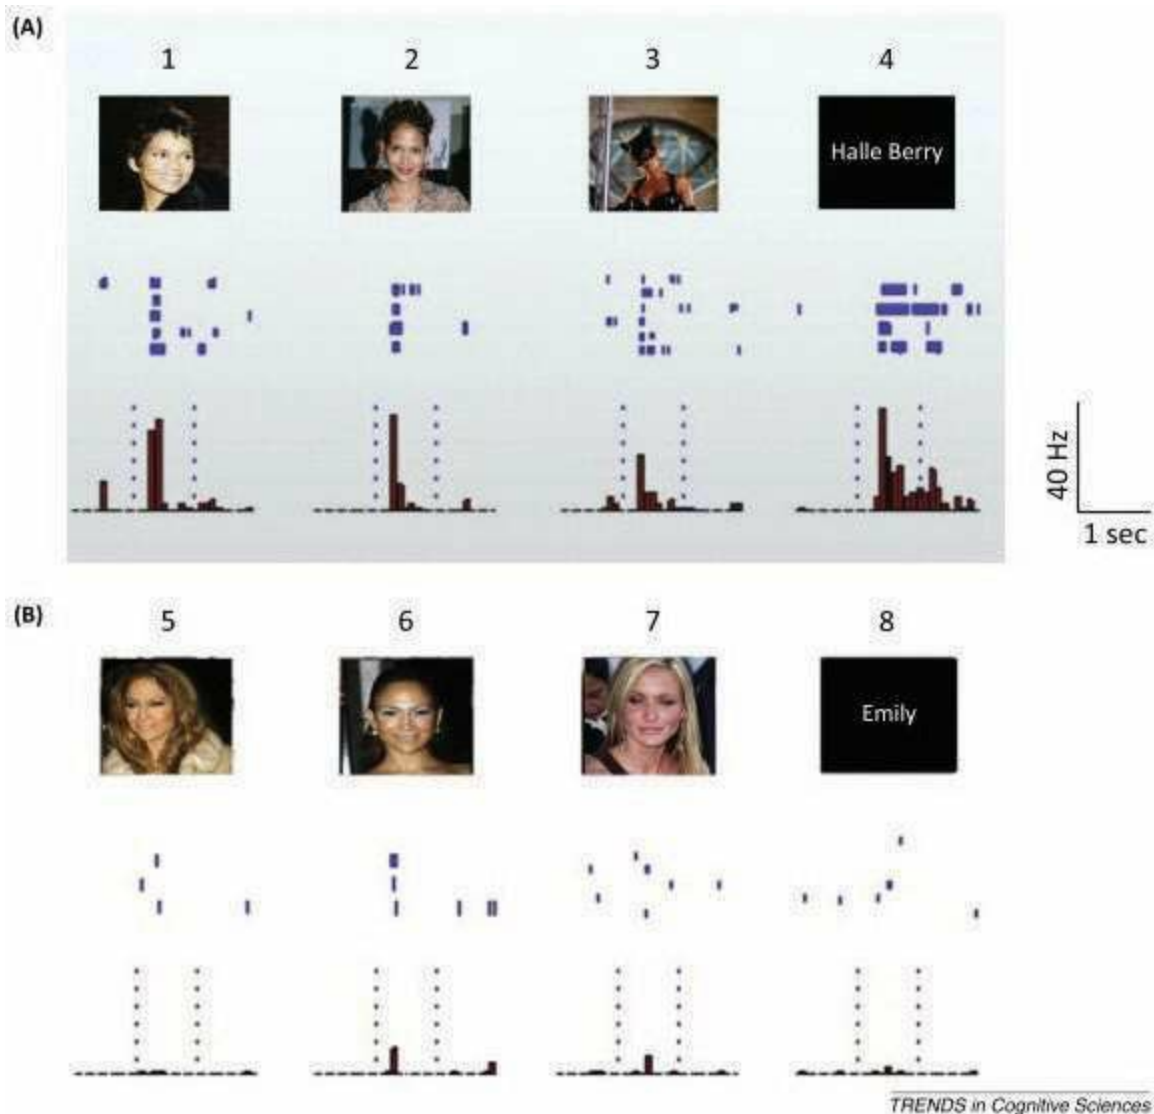 (A)
1 2 3 4
Halle Berry
40 Hz
1 sec
(B)
5 6 7 8
Emily
TRENDS in Cognitive Sciences